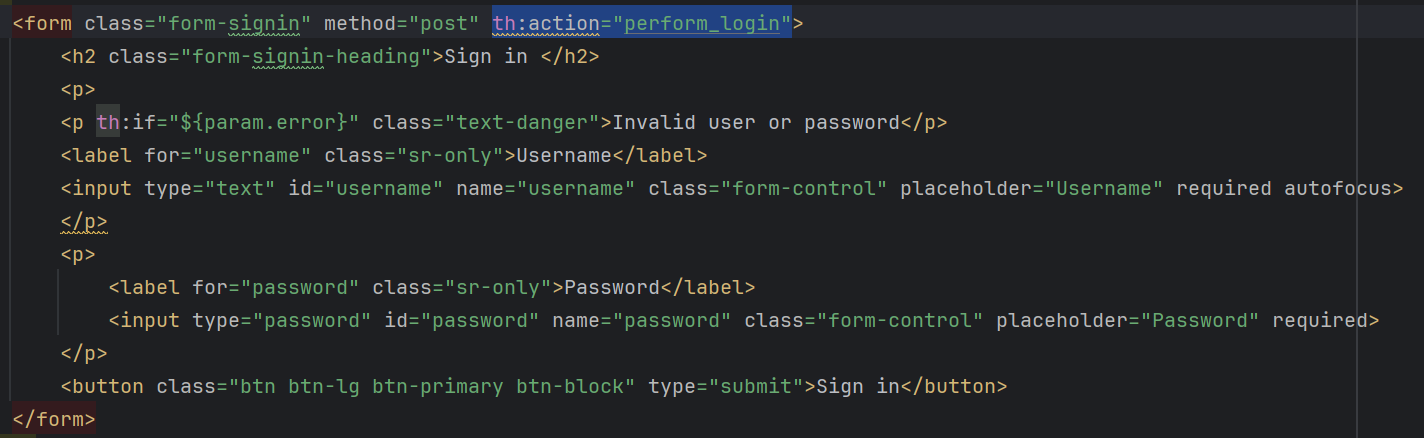 <form class="form-signin" method="post" th:action="perform_login">
    <h2 class="form-signin-heading">Sign in </h2>
    <p>
    <p th:if="${param.error}" class="text-danger">Invalid user or password</p>
    <label for="username" class="sr-only">Username</label>
    <input type="text" id="username" name="username" class="form-control" placeholder="Username" required autofocus>
    </p>
    <p>
        <label for="password" class="sr-only">Password</label>
        <input type="password" id="password" name="password" class="form-control" placeholder="Password" required>
    </p>
    <button class="btn btn-lg btn-primary btn-block" type="submit">Sign in</button>
</form>